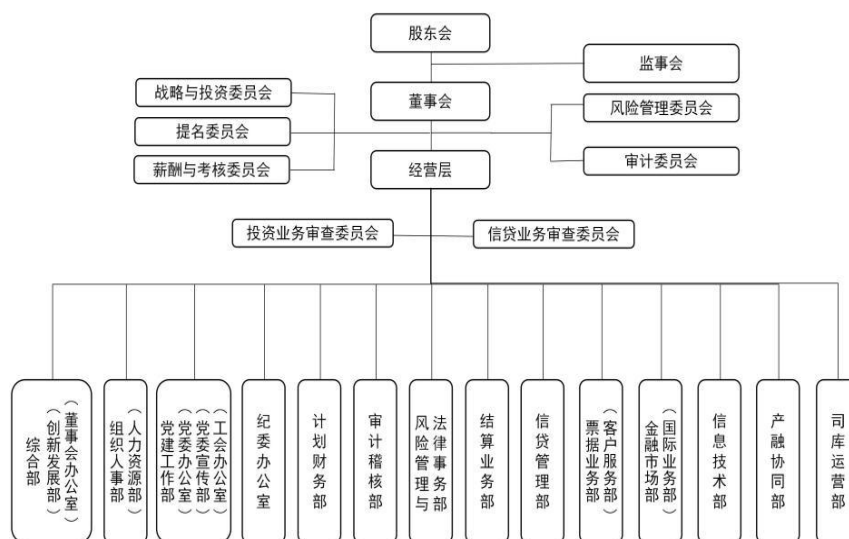 股东会
监事会
董事会
战略与投资委员会
提名委员会
薪酬与考核委员会
风险管理委员会
审计委员会
经营层
投资业务审查委员会
信贷业务审查委员会
综合部
（创新发展部）
（董事会办公室）
组织人事部
（人力资源部）
党建工作部
（党委办公室）
（党委宣传部）
（工会办公室）
纪委办公室
计划财务部
审计稽核部
风险管理与
法律事务部
结算业务部
信贷管理部
票据业务部
（客户服务部）
金融市场部
（国际业务部）
信息技术部
产融协同部
司库运营部